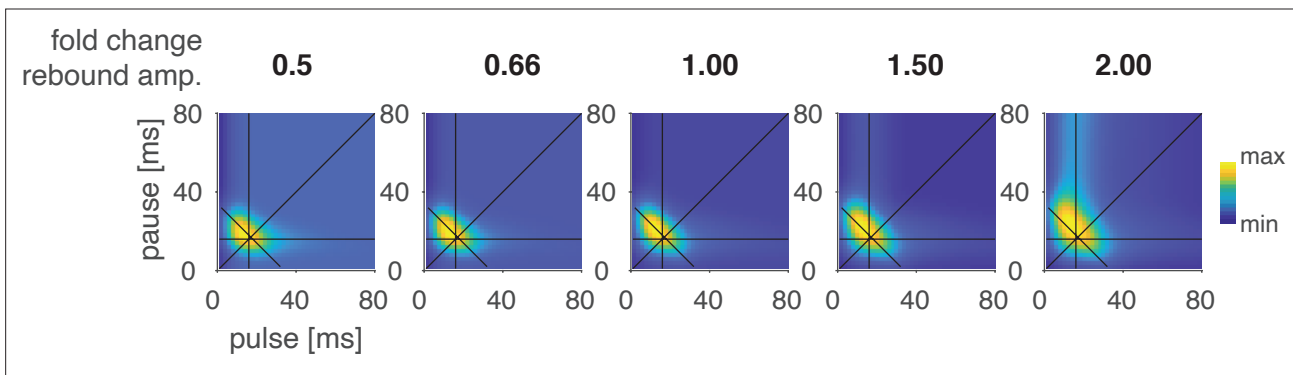 fold change
rebound amp.
0.5 0.66 1.00 1.50 2.00
80 80 80 80 80
pause [ms]
40 40 40 40 40
0 0 0 0 0
max
min
0 40 80 0 40 80 0 40 80 0 40 80 0 40 80
pulse [ms]